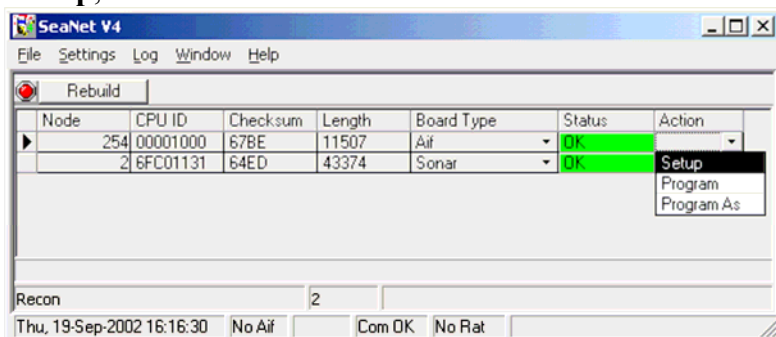 SeaNet V4
File Settings Log Window Help
Rebuild
Node CPU ID Checksum Length Board Type Status Action
254 00001000 67BE 11507 Aif OK
2 6FC01131 64ED 43374 Sonar OK Setup
Program
Program As
Recon 2
Thu, 19-Sep-2002 16:16:30 No Aif Com OK No Rat